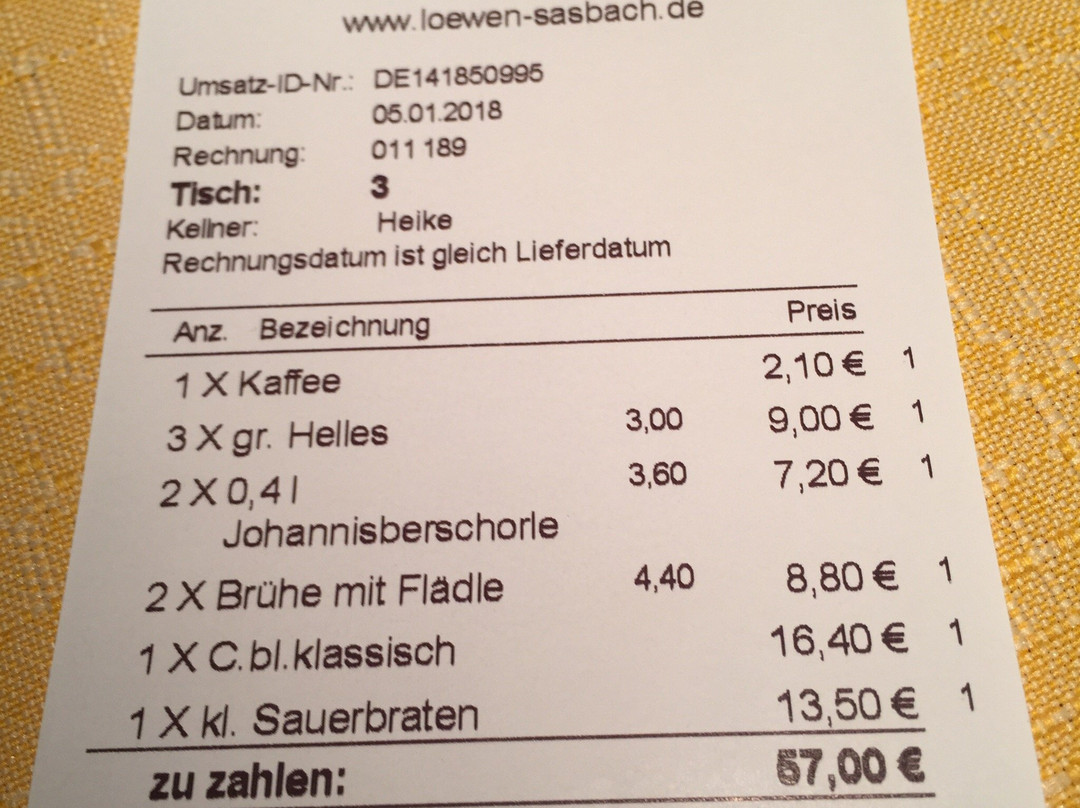 www.loewen-sasbach.de
Umsatz-ID-Nr.: DE141850995
Datum: 05.01.2018
Rechnung: 011 189
Tisch: 3
Kellner: Heike
Rechnungsdatum ist gleich Lieferdatum
Anz. Bezeichnung Preis
1 X Kaffee 2,10 € 1
3 X gr. Helles 3,00 9,00 € 1
2 X 0,4 l 3,60 7,20 € 1
Johannisberschorle
2 X Brühe mit Flädle 4,40 8,80 € 1
1 X C.bl.klassisch 16,40 € 1
1 X kl. Sauerbraten 13,50 € 1
zu zahlen: 57,00 €